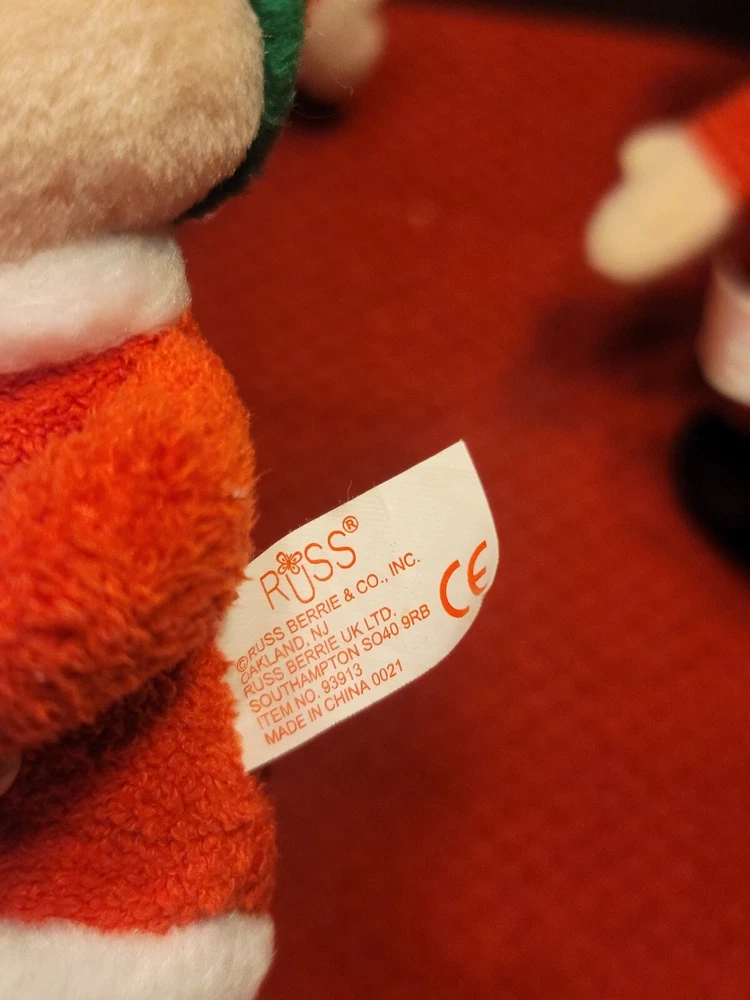 RUSS®
CE
©RUSS BERRIE & CO., INC.
OAKLAND, NJ
RUSS BERRIE UK LTD.
SOUTHAMPTON SO40 9RB
ITEM NO. 93913
MADE IN CHINA 0021